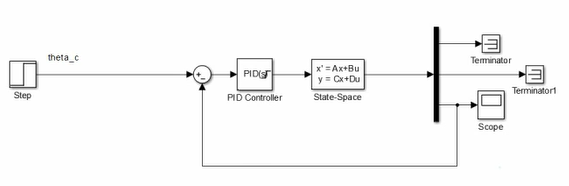 theta_c
Step
+
-
PID(s)
PID Controller
x' = Ax+Bu
y = Cx+Du
State-Space
Terminator
Terminator1
Scope